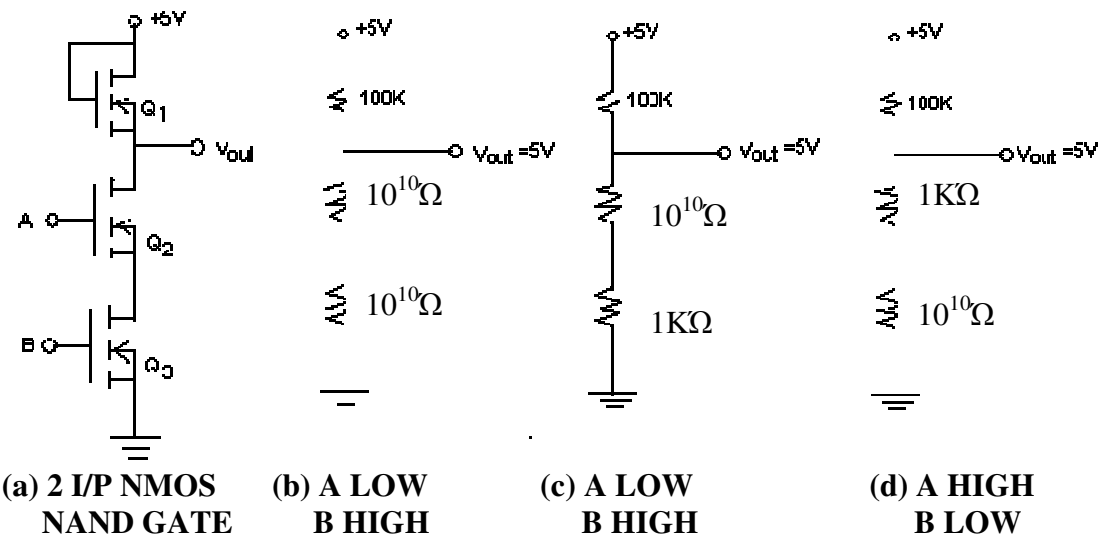 +5V
Q1
Vout
A
Q2
B
Q3
+5V
100K
Vout =5V
10^10Ω
10^10Ω
+5V
100K
Vout =5V
10^10Ω
1KΩ
+5V
100K
Vout =5V
1KΩ
10^10Ω
(a) 2 I/P NMOS
NAND GATE
(b) A LOW
B HIGH
(c) A LOW
B HIGH
(d) A HIGH
B LOW